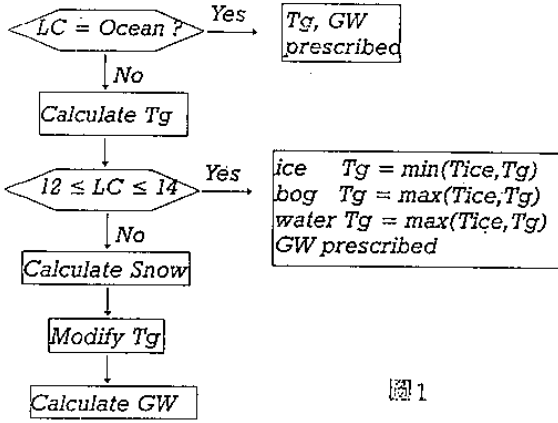 LC = Ocean ?
Yes
Tg, GW
prescribed
No
Calculate Tg
12 ≤ LC ≤ 14
Yes
ice Tg = min(Tice,Tg)
bog Tg = max(Tice,Tg)
water Tg = max(Tice,Tg)
GW prescribed
No
Calculate Snow
Modify Tg
Calculate GW
図1